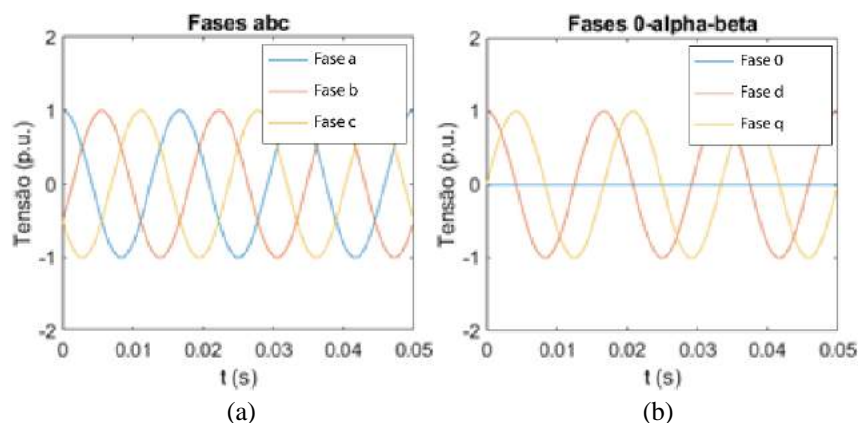 Fases abc
Fase a
Fase b
Fase c
Tensão (p.u.)
2
1
0
-1
-2
0
0.01
0.02
0.03
0.04
0.05
t (s)
(a)
Fases 0-alpha-beta
Fase 0
Fase d
Fase q
Tensão (p.u.)
2
1
0
-1
-2
0
0.01
0.02
0.03
0.04
0.05
t (s)
(b)